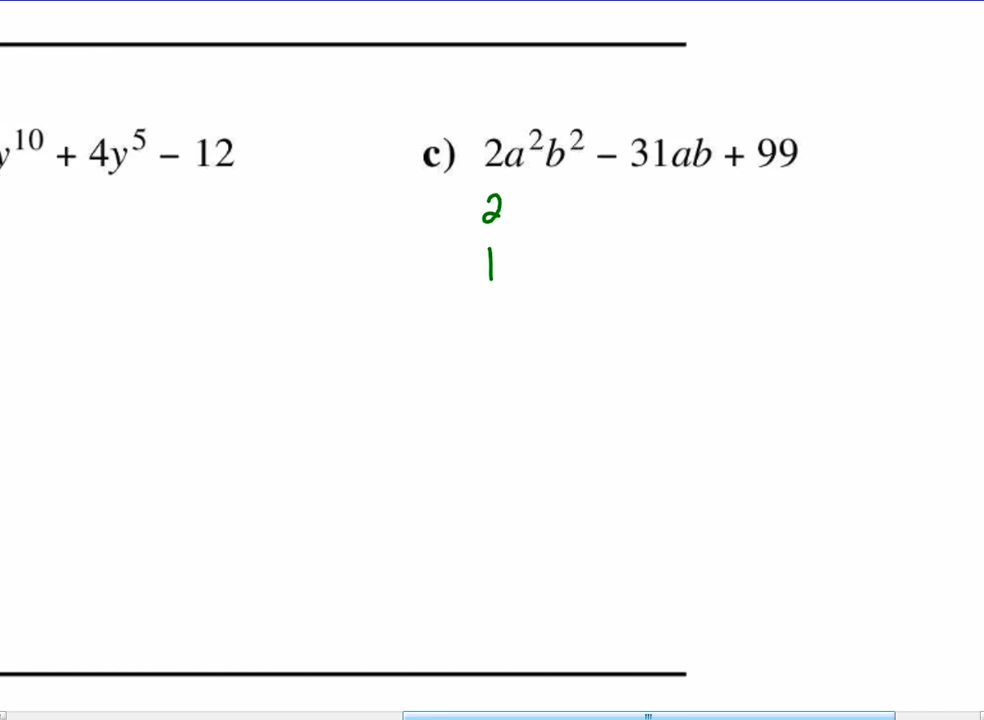 y¹⁰ + 4y⁵ − 12
c) 2a²b² − 31ab + 99
2
1